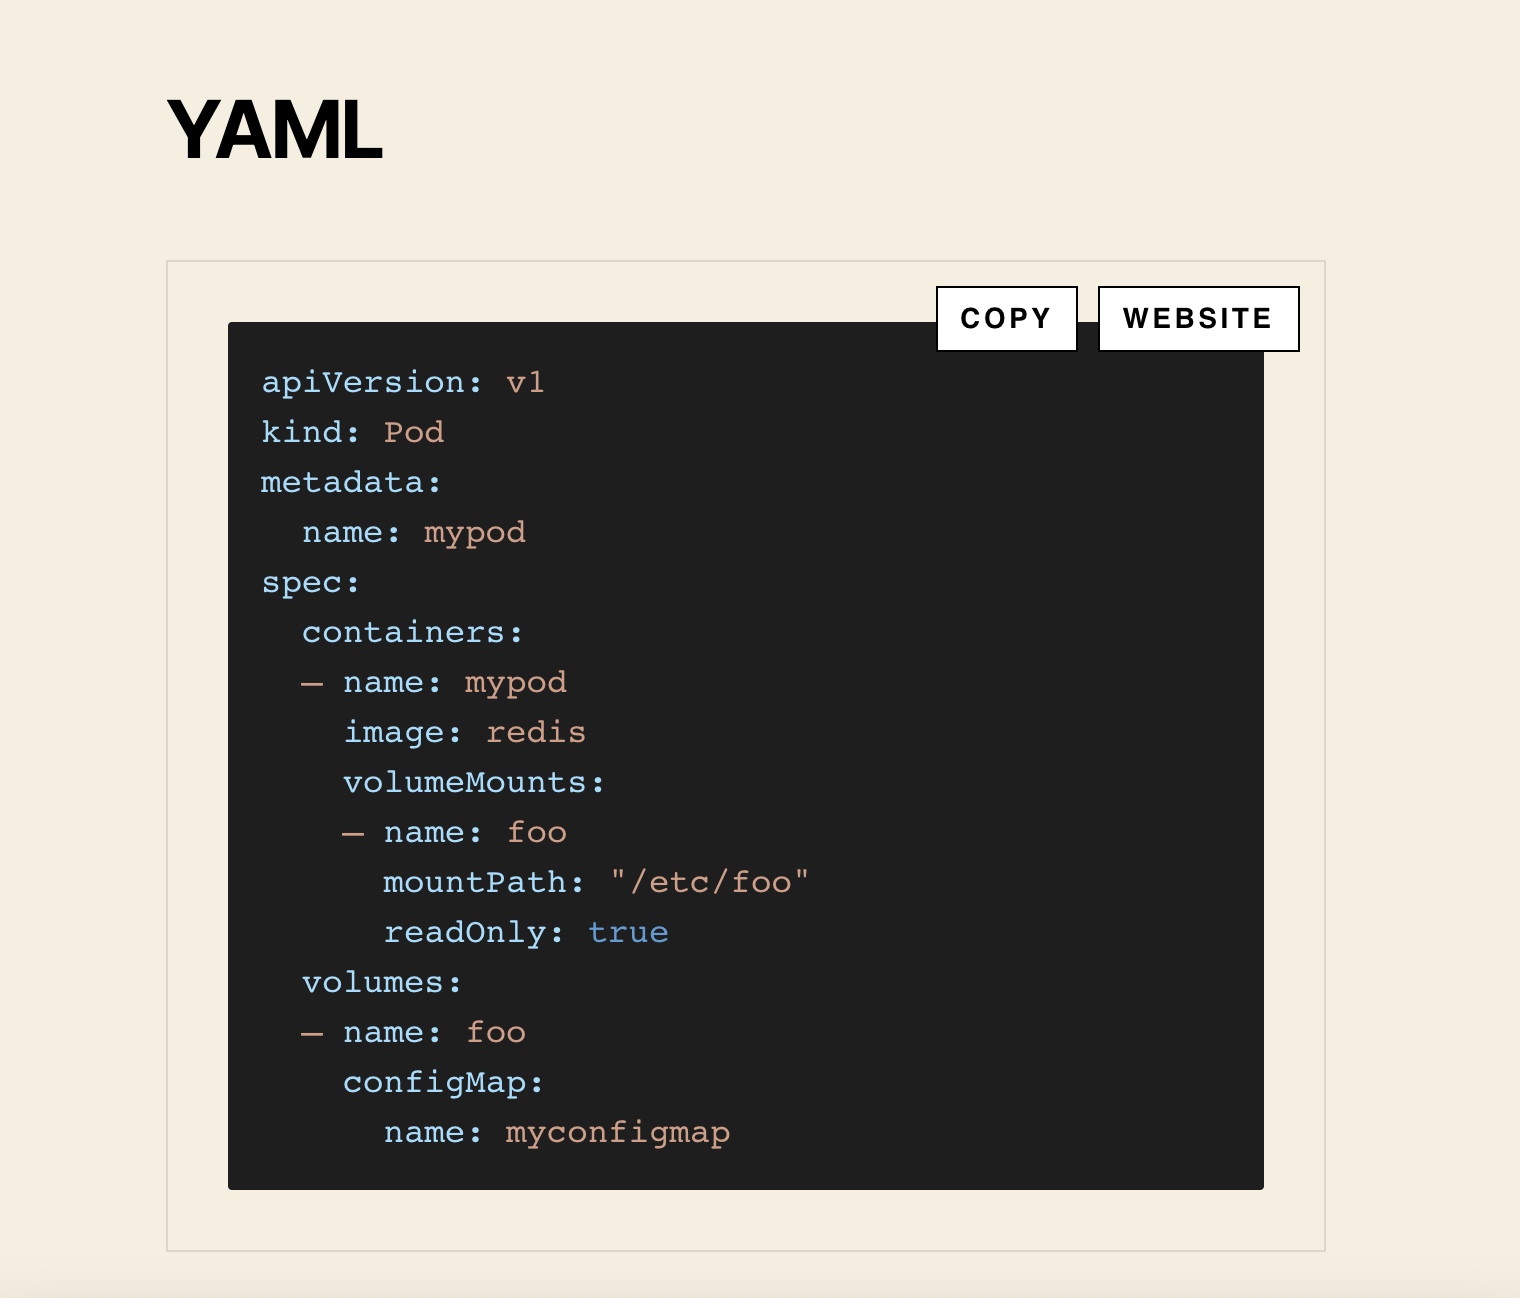 YAML
COPY WEBSITE
apiVersion: v1
kind: Pod
metadata:
  name: mypod
spec:
  containers:
  - name: mypod
    image: redis
    volumeMounts:
    - name: foo
      mountPath: "/etc/foo"
      readOnly: true
  volumes:
  - name: foo
    configMap:
      name: myconfigmap